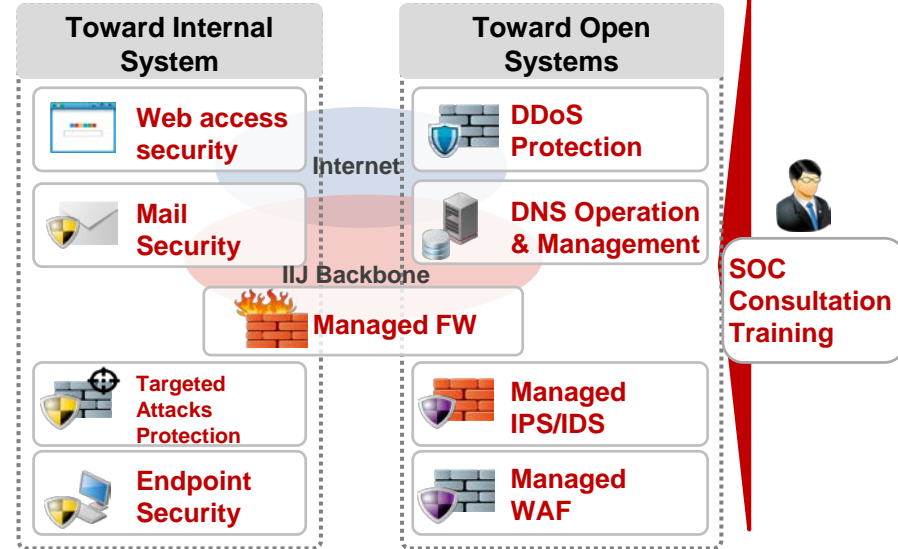 Toward Internal
System
Toward Open
Systems
Web access
security
DDoS
Protection
Internet
Mail
Security
DNS Operation
& Management
IIJ Backbone
Managed FW
SOC
Consultation
Training
Targeted
Attacks
Protection
Managed
IPS/IDS
Endpoint
Security
Managed
WAF